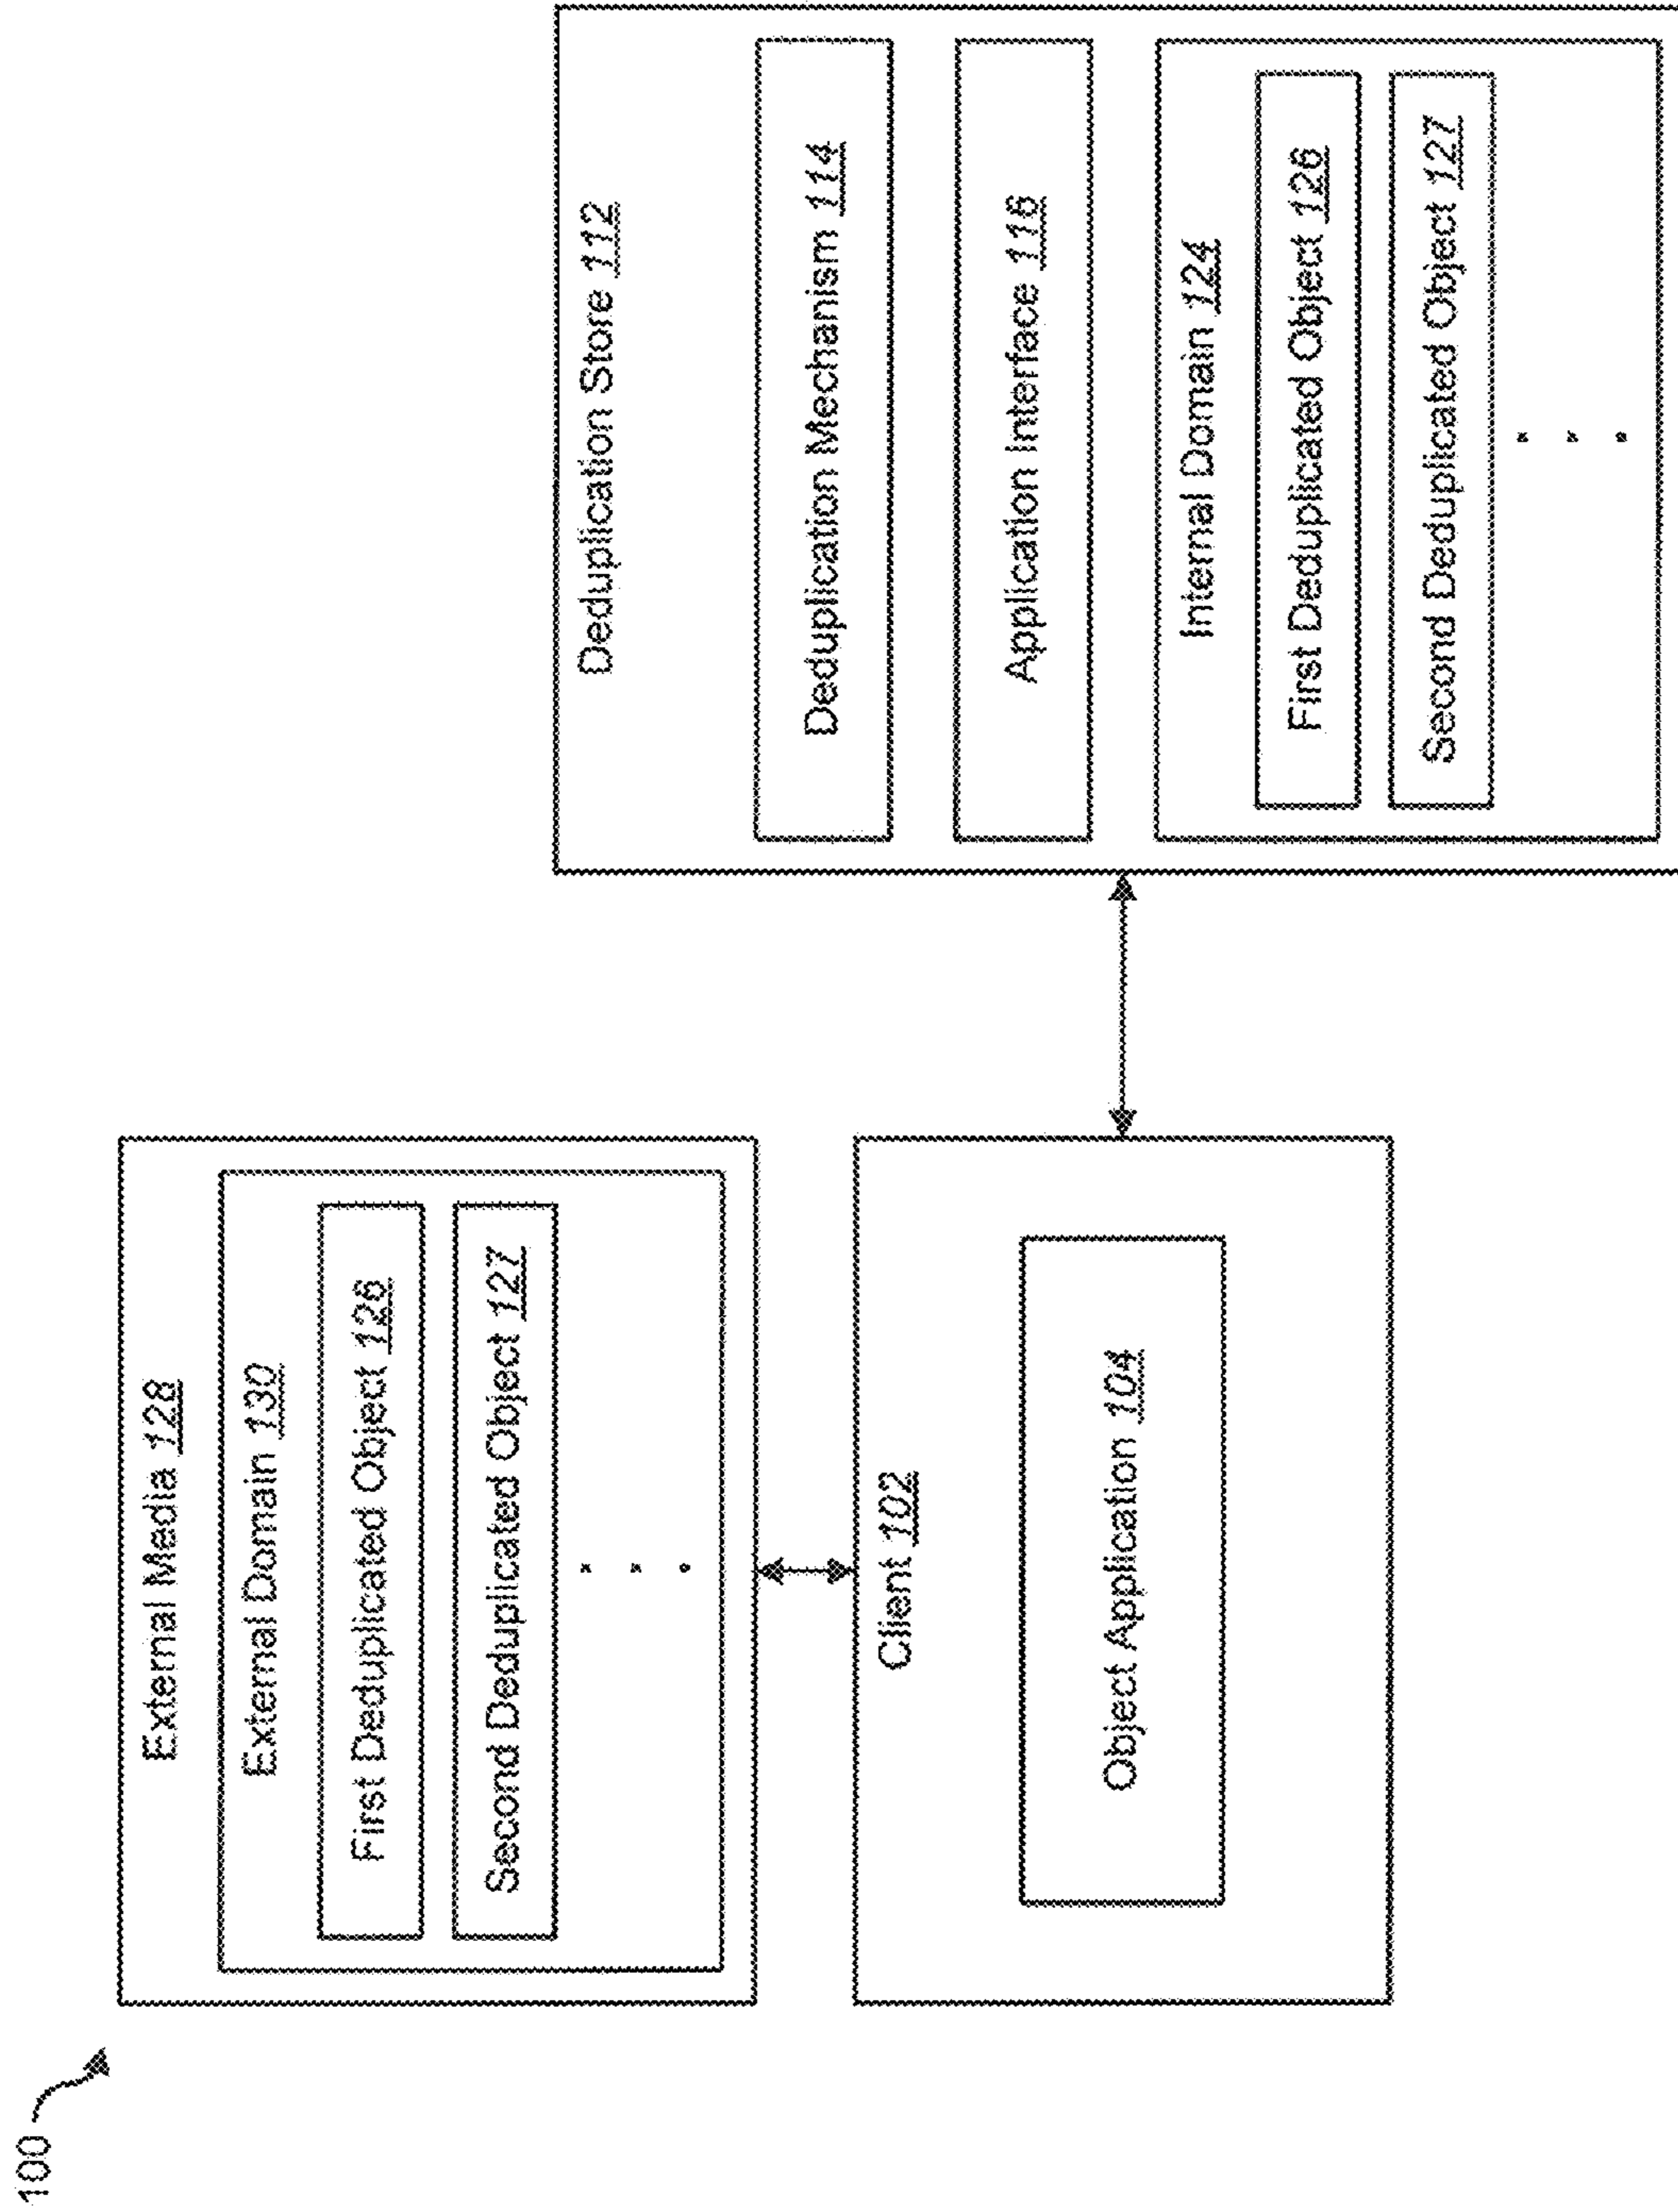 100
External Media 128
External Domain 130
First Deduplicated Object 126
Second Deduplicated Object 127
Client 102
Object Application 104
Deduplication Store 112
Deduplication Mechanism 114
Application Interface 116
Internal Domain 124
First Deduplicated Object 126
Second Deduplicated Object 127